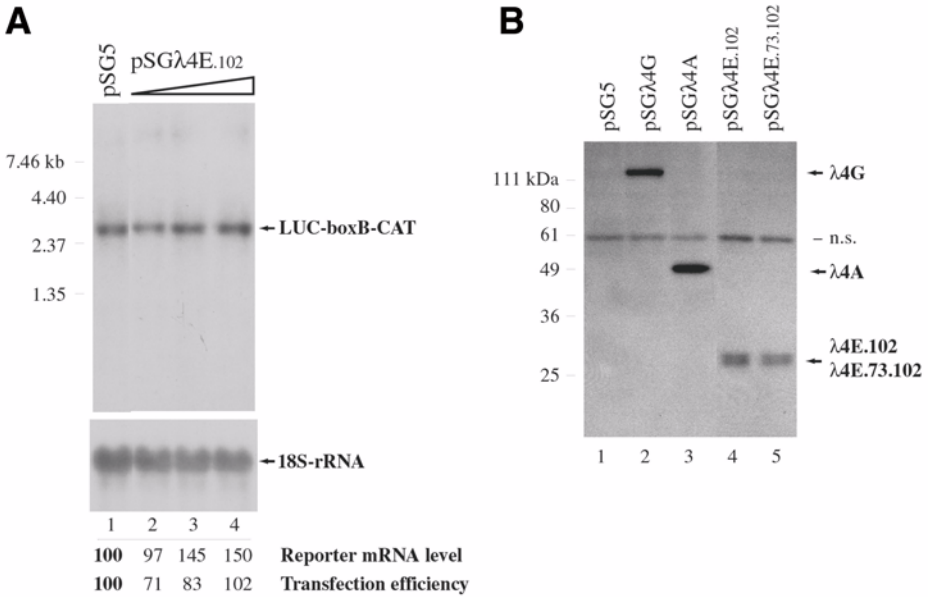 A
pSG5
pSGλ4E.102
7.46 kb
4.40
2.37
1.35
LUC-boxB-CAT
18S-rRNA
1 2 3 4
100 97 145 150 Reporter mRNA level
100 71 83 102 Transfection efficiency
B
pSG5
pSGλ4G
pSGλ4A
pSGλ4E.102
pSGλ4E.73.102
111 kDa
80
61
49
36
25
λ4G
– n.s.
λ4A
λ4E.102
λ4E.73.102
1 2 3 4 5